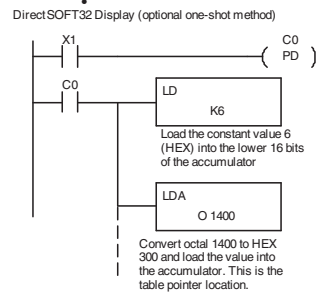 DirectSOFT32 Display (optional one-shot method)
X1
C0
PD
C0
LD
K6
Load the constant value 6
(HEX) into the lower 16 bits
of the accumulator
LDA
O 1400
Convert octal 1400 to HEX
300 and load the value into
the accumulator. This is the
table pointer location.